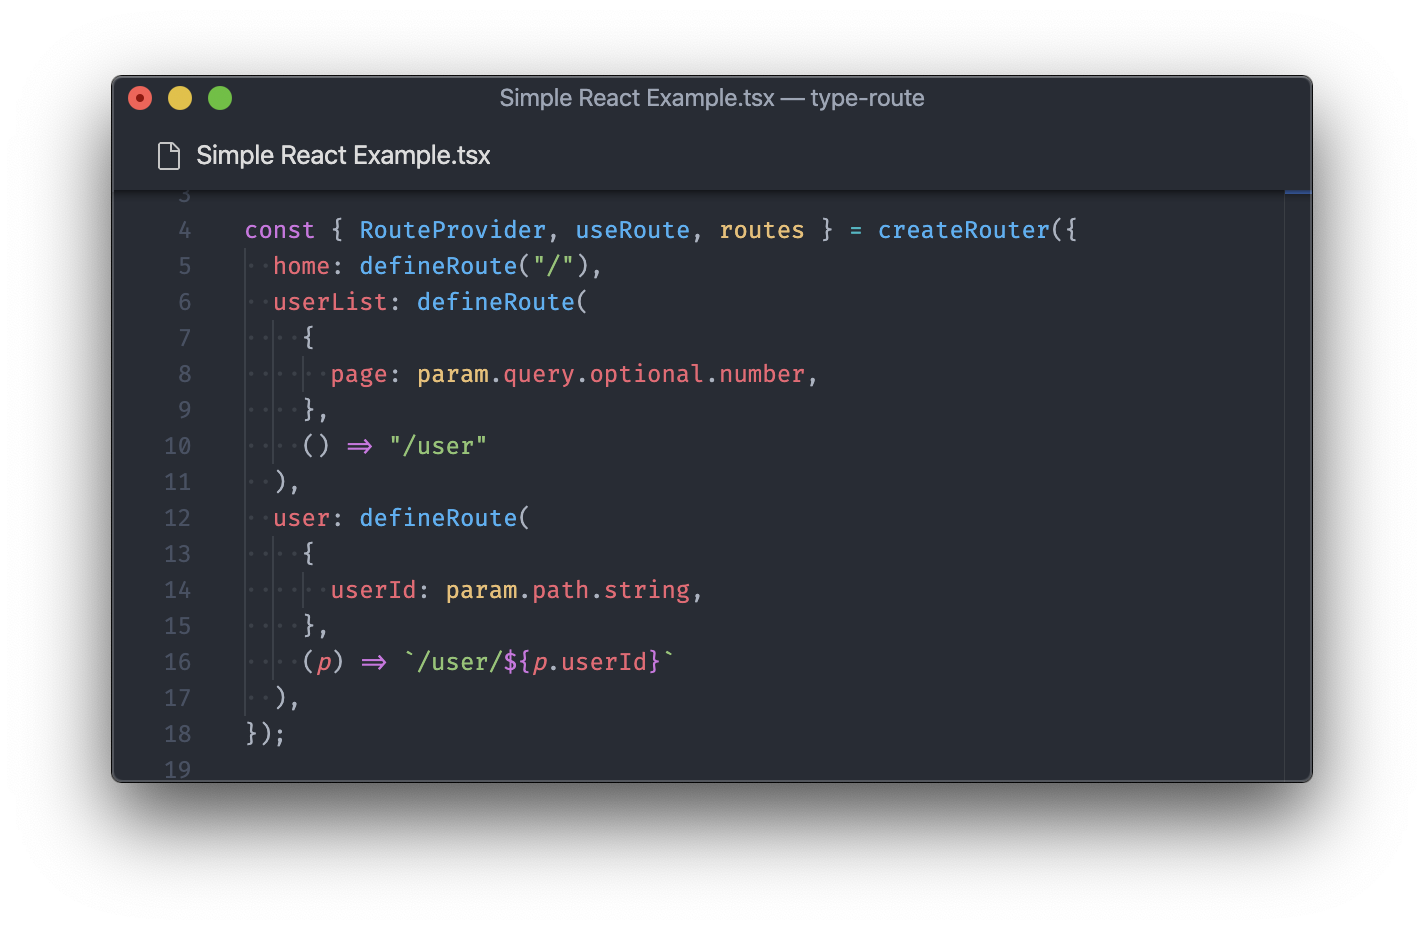 Simple React Example.tsx — type-route
Simple React Example.tsx
3
4 const { RouteProvider, useRoute, routes } = createRouter({
5 home: defineRoute("/"),
6 userList: defineRoute(
7 {
8 page: param.query.optional.number,
9 },
10 () => "/user"
11 ),
12 user: defineRoute(
13 {
14 userId: param.path.string,
15 },
16 (p) => `/user/${p.userId}`
17 ),
18 });
19